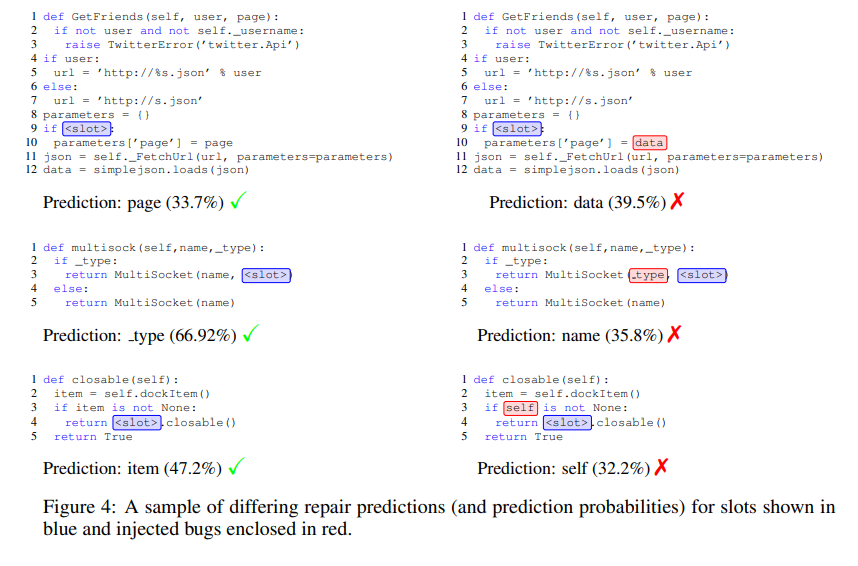 1 def GetFriends(self, user, page):
2 if not user and not self._username:
3 raise TwitterError('twitter.Api')
4 if user:
5 url = 'http://%s.json' % user
6 else:
7 url = 'http://s.json'
8 parameters = {}
9 if <slot>:
10 parameters['page'] = page
11 json = self._FetchUrl(url, parameters=parameters)
12 data = simplejson.loads(json)
Prediction: page (33.7%) ✓
1 def GetFriends(self, user, page):
2 if not user and not self._username:
3 raise TwitterError('twitter.Api')
4 if user:
5 url = 'http://%s.json' % user
6 else:
7 url = 'http://s.json'
8 parameters = {}
9 if <slot>:
10 parameters['page'] = data
11 json = self._FetchUrl(url, parameters=parameters)
12 data = simplejson.loads(json)
Prediction: data (39.5%) ✗
1 def multisock(self,name,_type):
2 if _type:
3 return MultiSocket(name, <slot>)
4 else:
5 return MultiSocket(name)
Prediction: _type (66.92%) ✓
1 def multisock(self,name,_type):
2 if _type:
3 return MultiSocket(_type, <slot>)
4 else:
5 return MultiSocket(name)
Prediction: name (35.8%) ✗
1 def closable(self):
2 item = self.dockItem()
3 if item is not None:
4 return <slot>.closable()
5 return True
Prediction: item (47.2%) ✓
1 def closable(self):
2 item = self.dockItem()
3 if self is not None:
4 return <slot>.closable()
5 return True
Prediction: self (32.2%) ✗
Figure 4: A sample of differing repair predictions (and prediction probabilities) for slots shown in
blue and injected bugs enclosed in red.